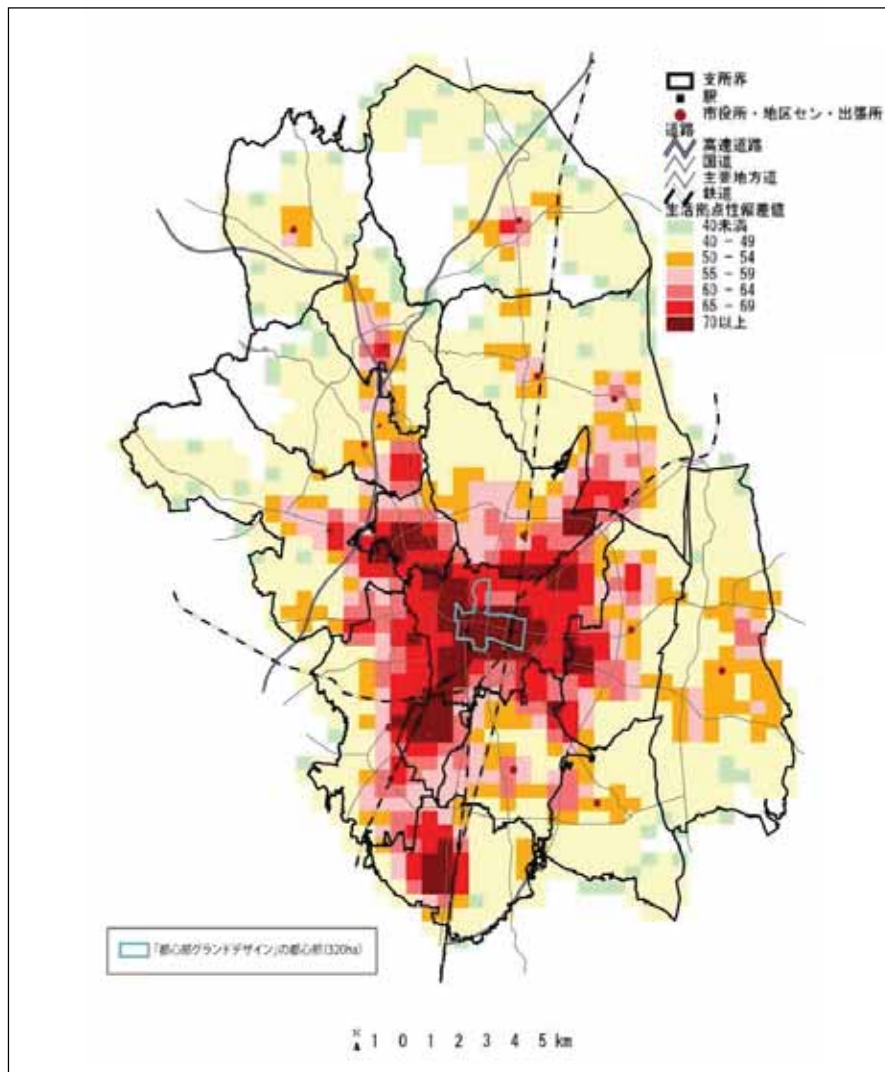 支所界
駅
市役所・地区セン・出張所
道路
高速道路
国道
主要地方道
鉄道
生活拠点性偏差値
40未満
40 - 49
50 - 54
55 - 59
60 - 64
65 - 69
70以上
「都心部グランドデザイン」の都心部(320ha)
N
1 0 1 2 3 4 5 km